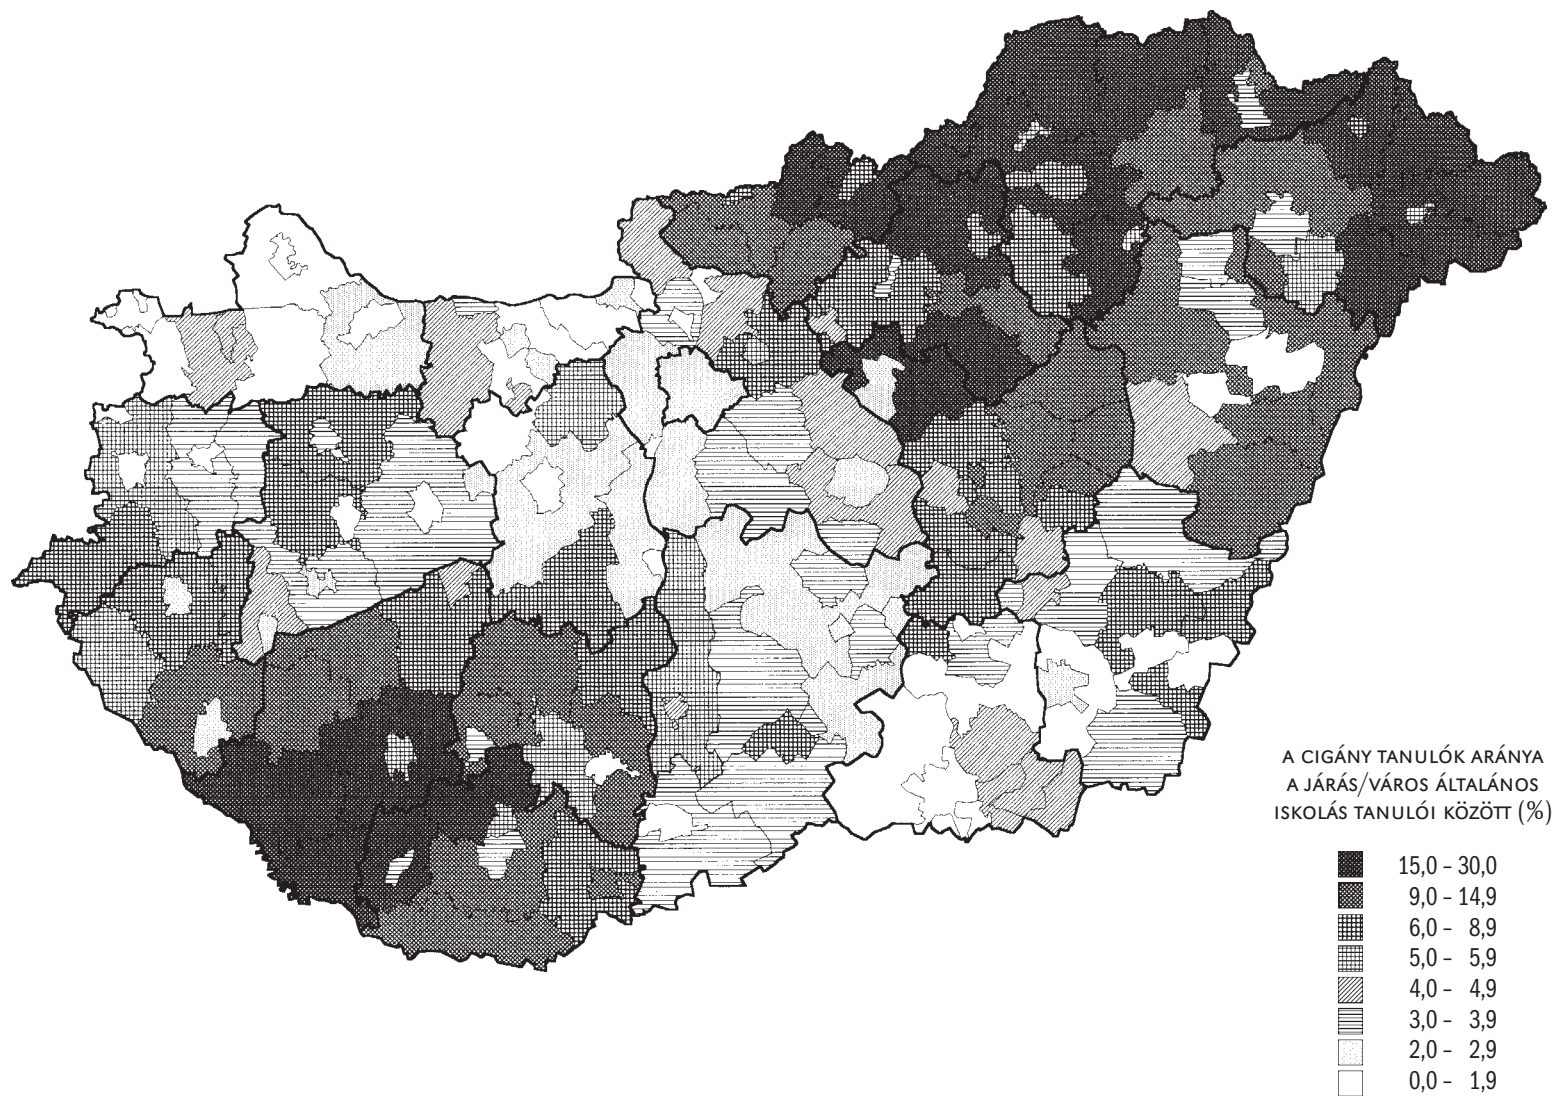 A CIGÁNY TANULÓK ARÁNYA
A JÁRÁS/VÁROS ÁLTALÁNOS
ISKOLÁS TANULÓI KÖZÖTT (%)
15,0 – 30,0
9,0 – 14,9
6,0 – 8,9
5,0 – 5,9
4,0 – 4,9
3,0 – 3,9
2,0 – 2,9
0,0 – 1,9